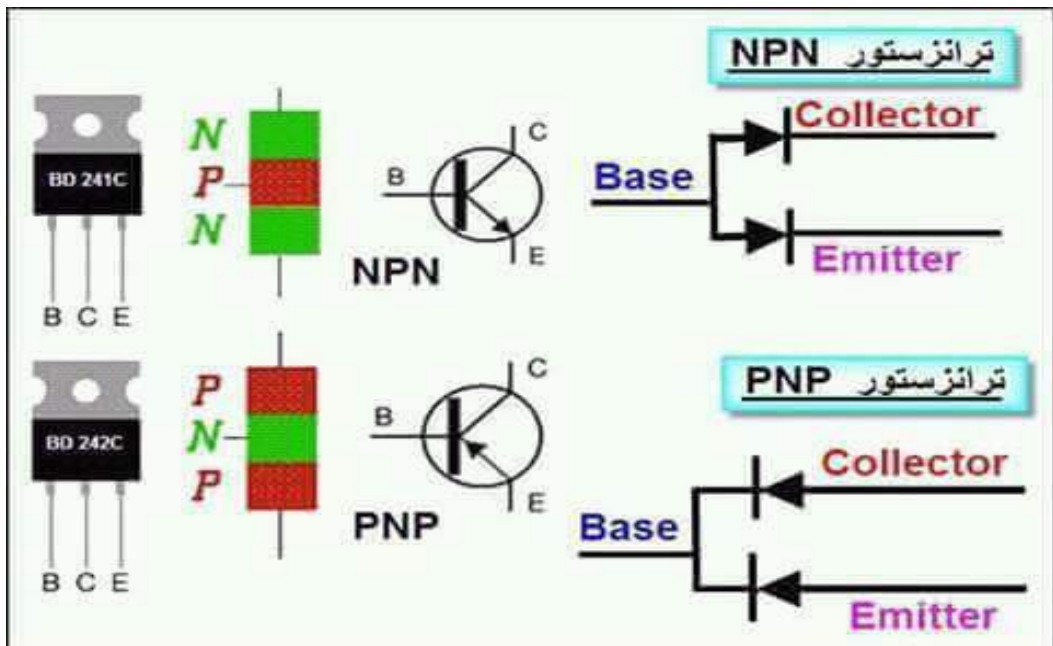 NPN ترانزستور
BD 241C
B C E
N
P
N
B
C
E
NPN
Base
Collector
Emitter
PNP ترانزستور
BD 242C
B C E
P
N
P
B
C
E
PNP
Base
Collector
Emitter